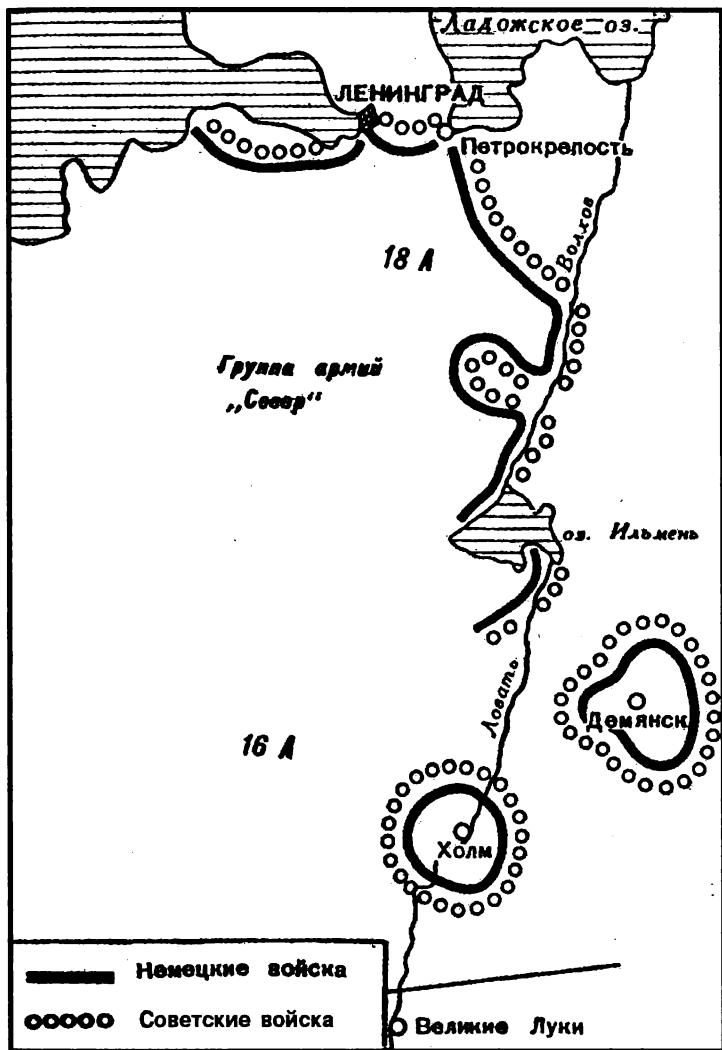 Ладожское оз.
ЛЕНИНГРАД
Петрокрепость
Волхов
18 А
Группа армий
„Север“
оз. Ильмень
Ловать
Демянск
16 А
Холм
Немецкие войска
Советские войска
Великие Луки